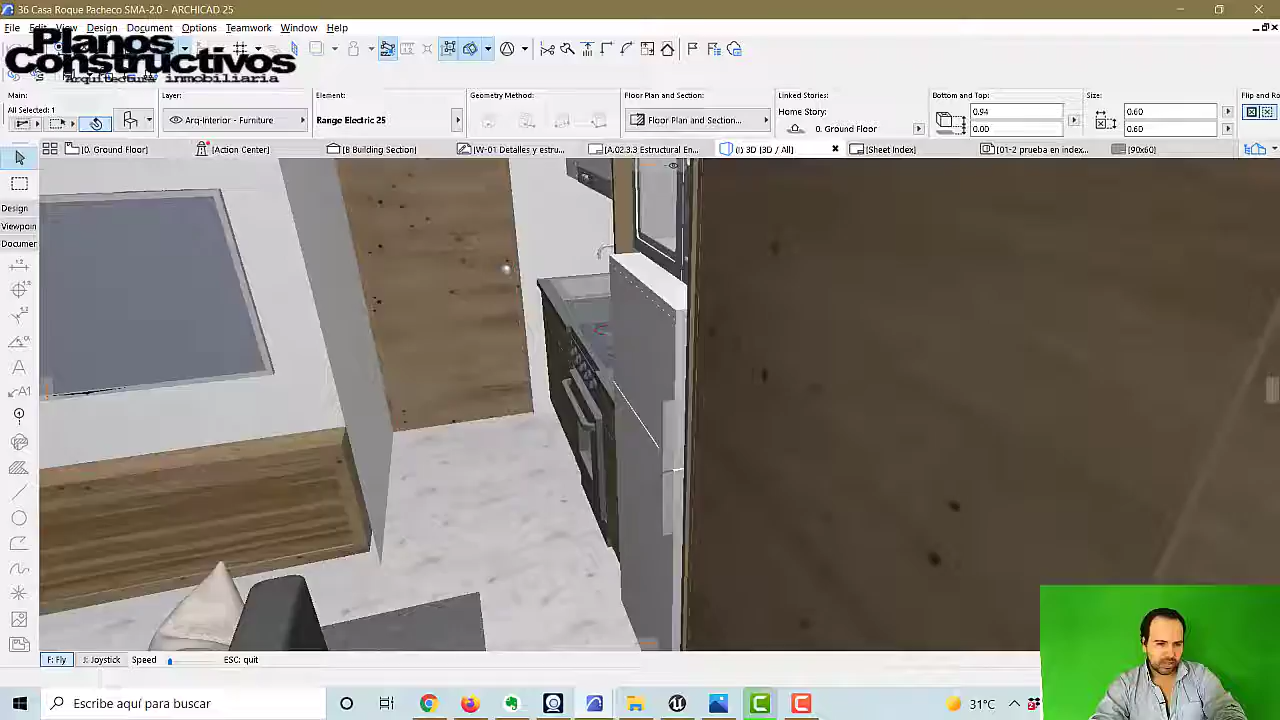 36 Casa Roque Pacheco SMA-2.0 - ARCHICAD 25
File Edit View Design Document Options Teamwork Window Help
Planos
Constructivos
Arquitectura inmobiliaria
Main:
All Selected: 1
Layer:
Arq-Interior - Furniture
Element:
Range Electric 25
Geometry Method:
Floor Plan and Section:
Floor Plan and Section...
Linked Stories:
Home Story:
0. Ground Floor
Bottom and Top:
0.94
0.00
Size:
0.60
0.60
Flip and Ro
[0. Ground Floor]
[Action Center]
[B Building Section]
[W-01 Detalles y estru...
[A.02.3.3 Estructural En...
[3D / All]
[Sheet Index]
[01-2 prueba en index...
[90x60]
Design
Viewpoin
Documen
A
A1
F: Fly
J: Joystick
Speed
ESC: quit
Escribe aquí para buscar
31°C